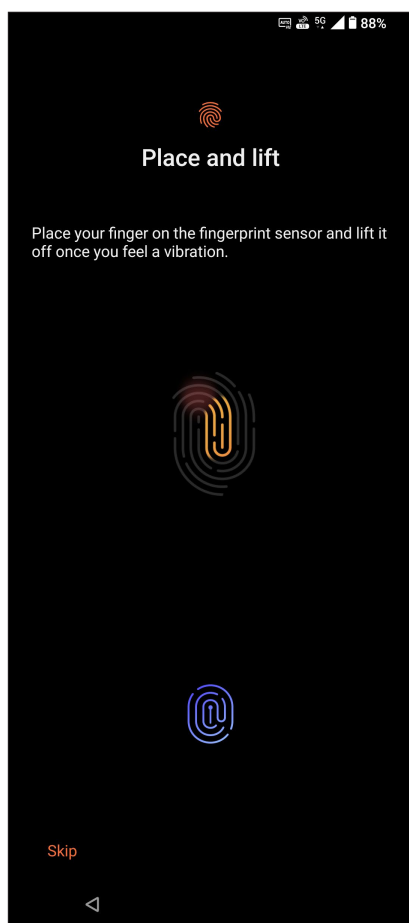 5G 88%
Place and lift
Place your finger on the fingerprint sensor and lift it
off once you feel a vibration.
Skip